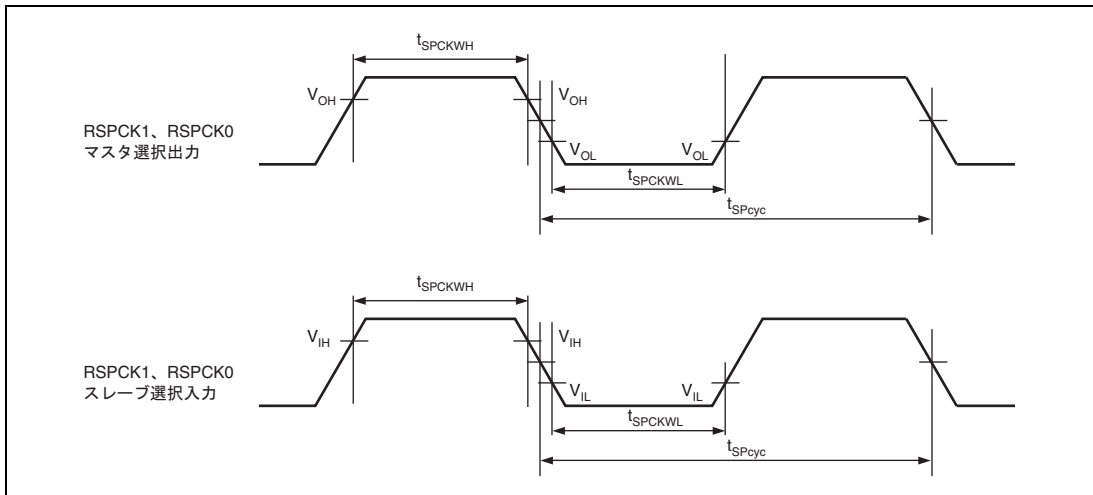 tSPCKWH
VOH
VOH
RSPCK1、RSPCK0
マスタ選択出力
VOL
VOL
tSPCKWL
tSPcyc
tSPCKWH
VIH
VIH
RSPCK1、RSPCK0
スレーブ選択入力
VIL
VIL
tSPCKWL
tSPcyc